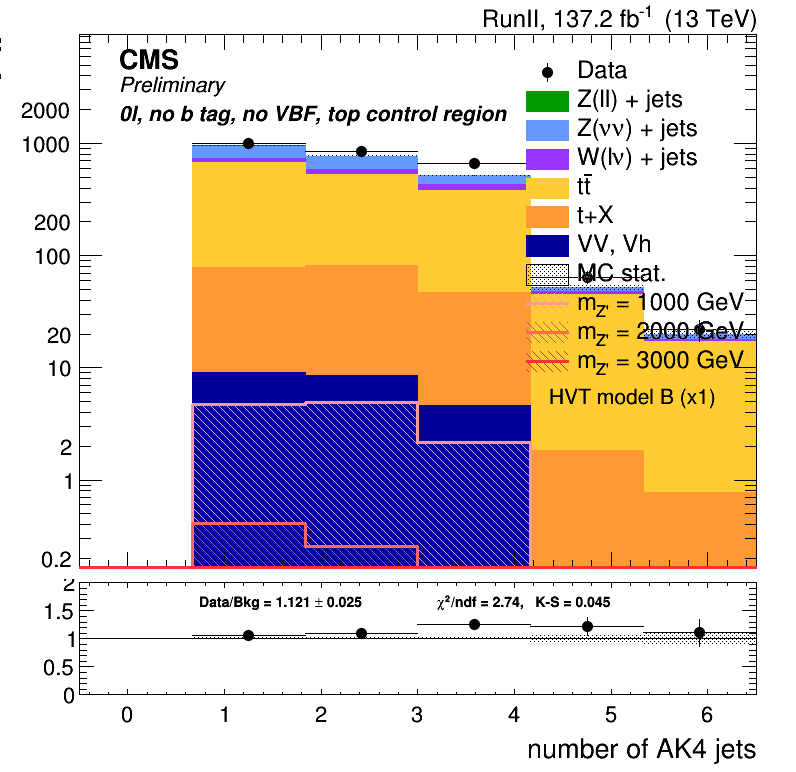 RunII, 137.2 fb⁻¹ (13 TeV)
CMS
Preliminary
0l, no b tag, no VBF, top control region
Data
Z(ll) + jets
Z(νν) + jets
W(lν) + jets
tt̄
t+X
VV, Vh
MC stat.
m_Z' = 1000 GeV
m_Z' = 2000 GeV
m_Z' = 3000 GeV
HVT model B (x1)
2000
1000
200
100
20
10
2
1
0.2
Data/Bkg = 1.121 ± 0.025 χ²/ndf = 2.74, K-S = 0.045
2
1.5
1
0.5
0
0 1 2 3 4 5 6
number of AK4 jets